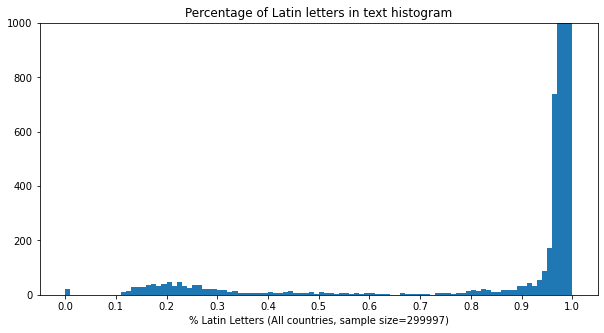 Percentage of Latin letters in text histogram
1000
800
600
400
200
0
0.0 0.1 0.2 0.3 0.4 0.5 0.6 0.7 0.8 0.9 1.0
% Latin Letters (All countries, sample size=299997)